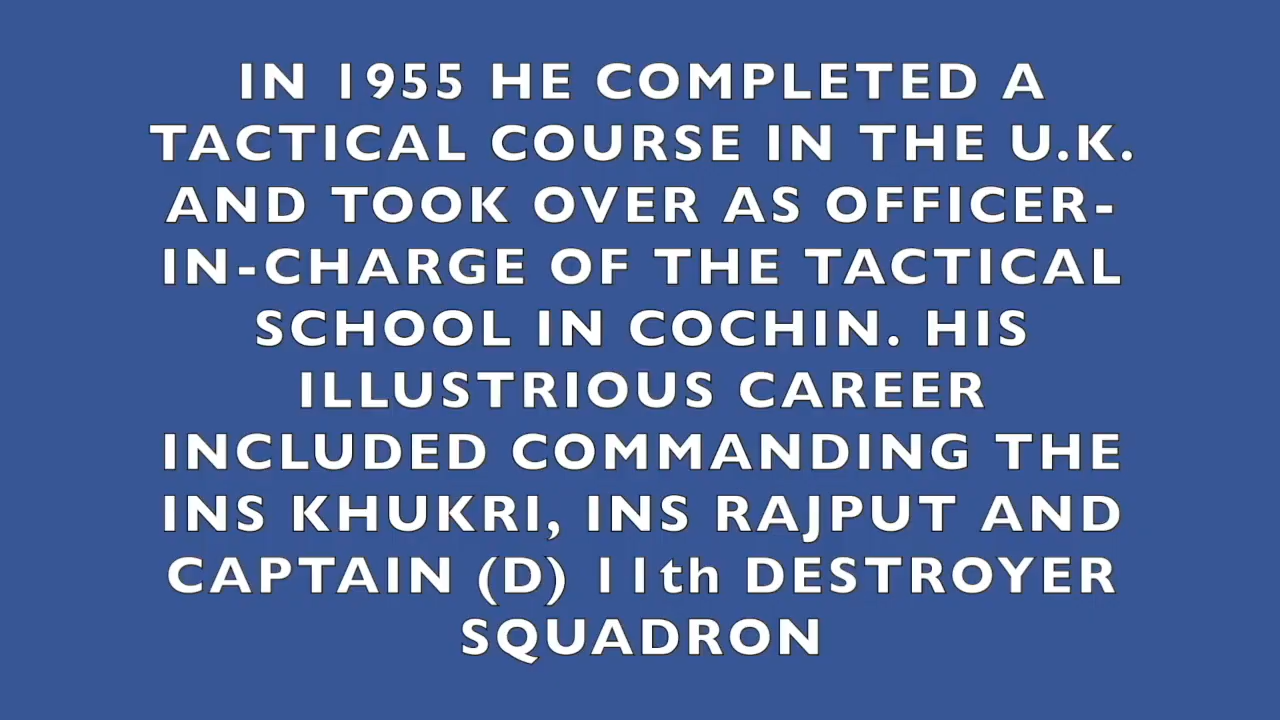 IN 1955 HE COMPLETED A
TACTICAL COURSE IN THE U.K.
AND TOOK OVER AS OFFICER-
IN-CHARGE OF THE TACTICAL
SCHOOL IN COCHIN. HIS
ILLUSTRIOUS CAREER
INCLUDED COMMANDING THE
INS KHUKRI, INS RAJPUT AND
CAPTAIN (D) 11th DESTROYER
SQUADRON